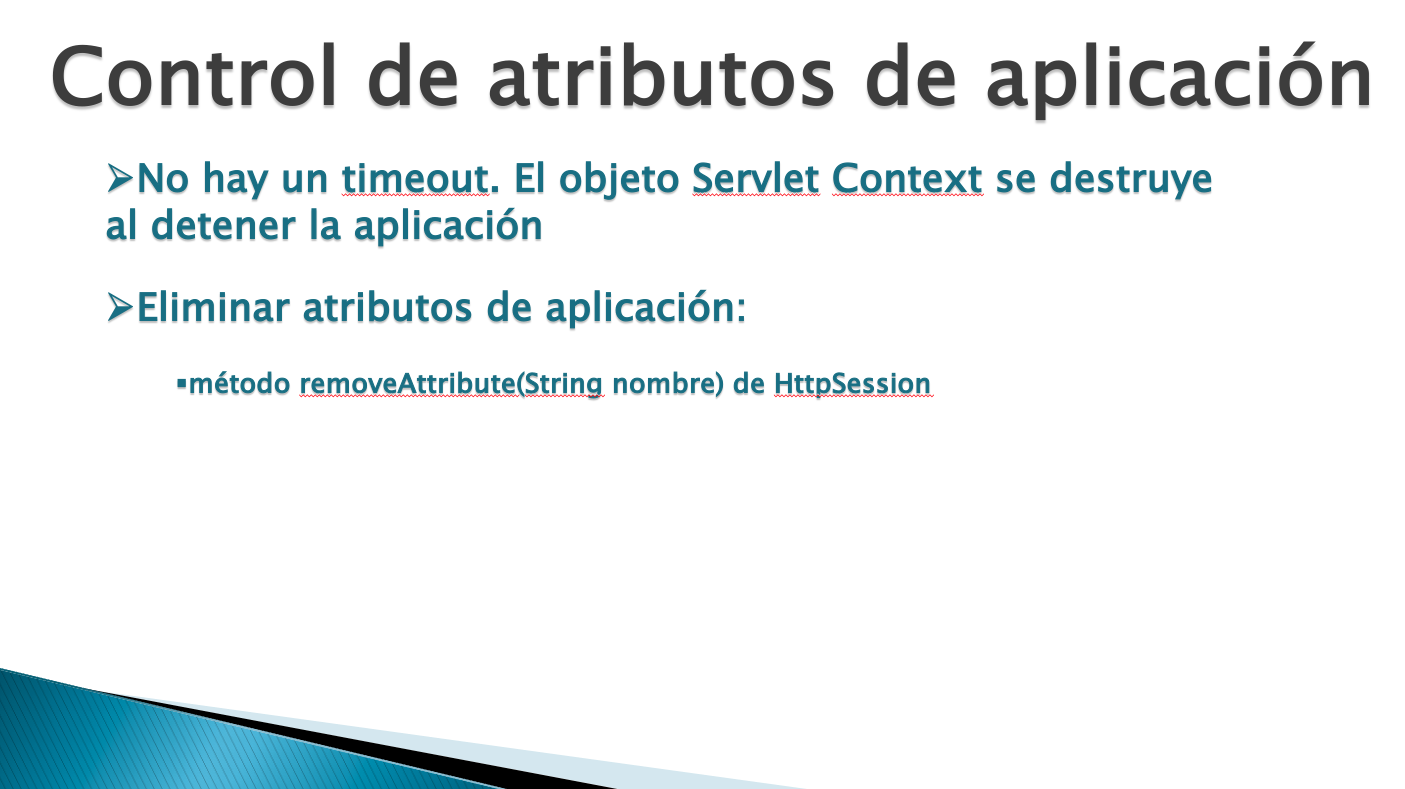 Control de atributos de aplicación
➢No hay un timeout. El objeto Servlet Context se destruye
al detener la aplicación
➢Eliminar atributos de aplicación:
▪método removeAttribute(String nombre) de HttpSession